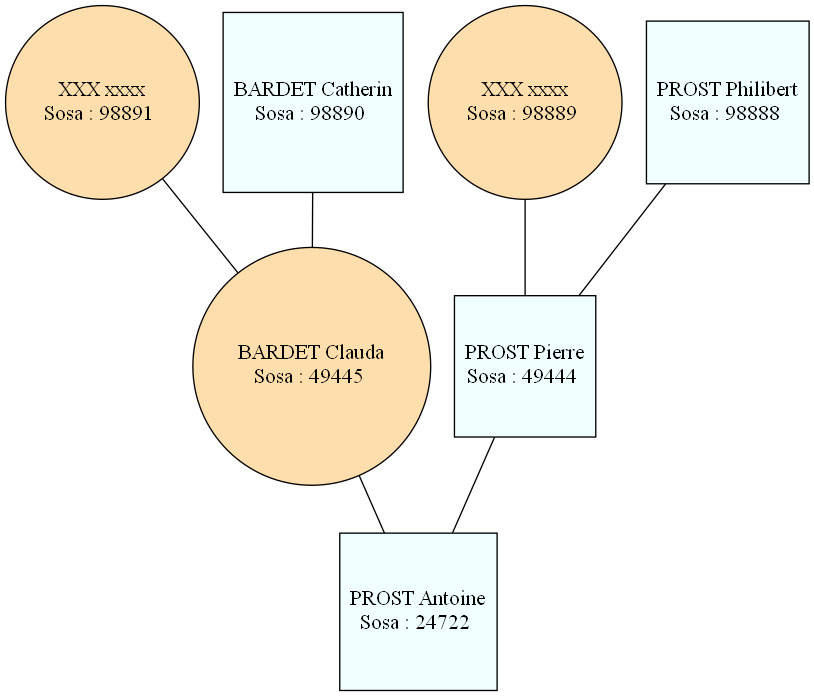 XXX xxxx
Sosa : 98891
BARDET Catherin
Sosa : 98890
XXX xxxx
Sosa : 98889
PROST Philibert
Sosa : 98888
BARDET Clauda
Sosa : 49445
PROST Pierre
Sosa : 49444
PROST Antoine
Sosa : 24722